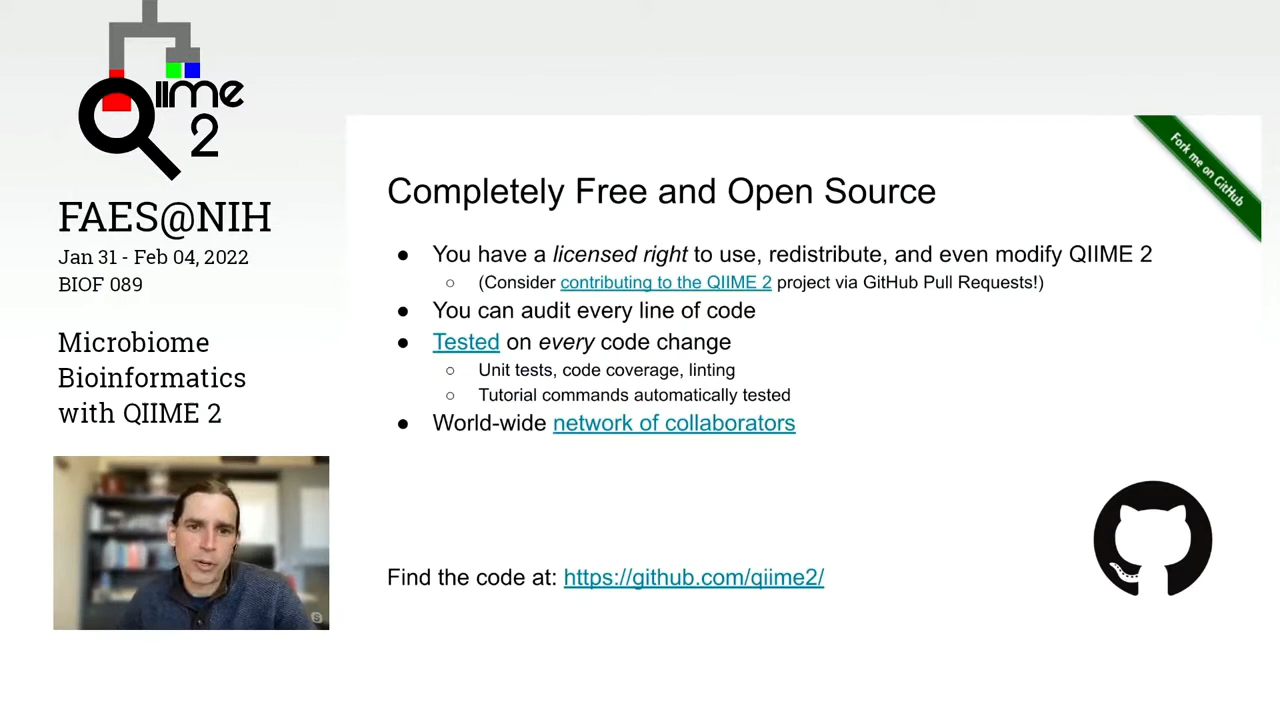 Qiime
2
FAES@NIH
Jan 31 - Feb 04, 2022
BIOF 089
Microbiome
Bioinformatics
with QIIME 2
Fork me on GitHub
Completely Free and Open Source
● You have a licensed right to use, redistribute, and even modify QIIME 2
○ (Consider contributing to the QIIME 2 project via GitHub Pull Requests!)
● You can audit every line of code
● Tested on every code change
○ Unit tests, code coverage, linting
○ Tutorial commands automatically tested
● World-wide network of collaborators
Find the code at: https://github.com/qiime2/